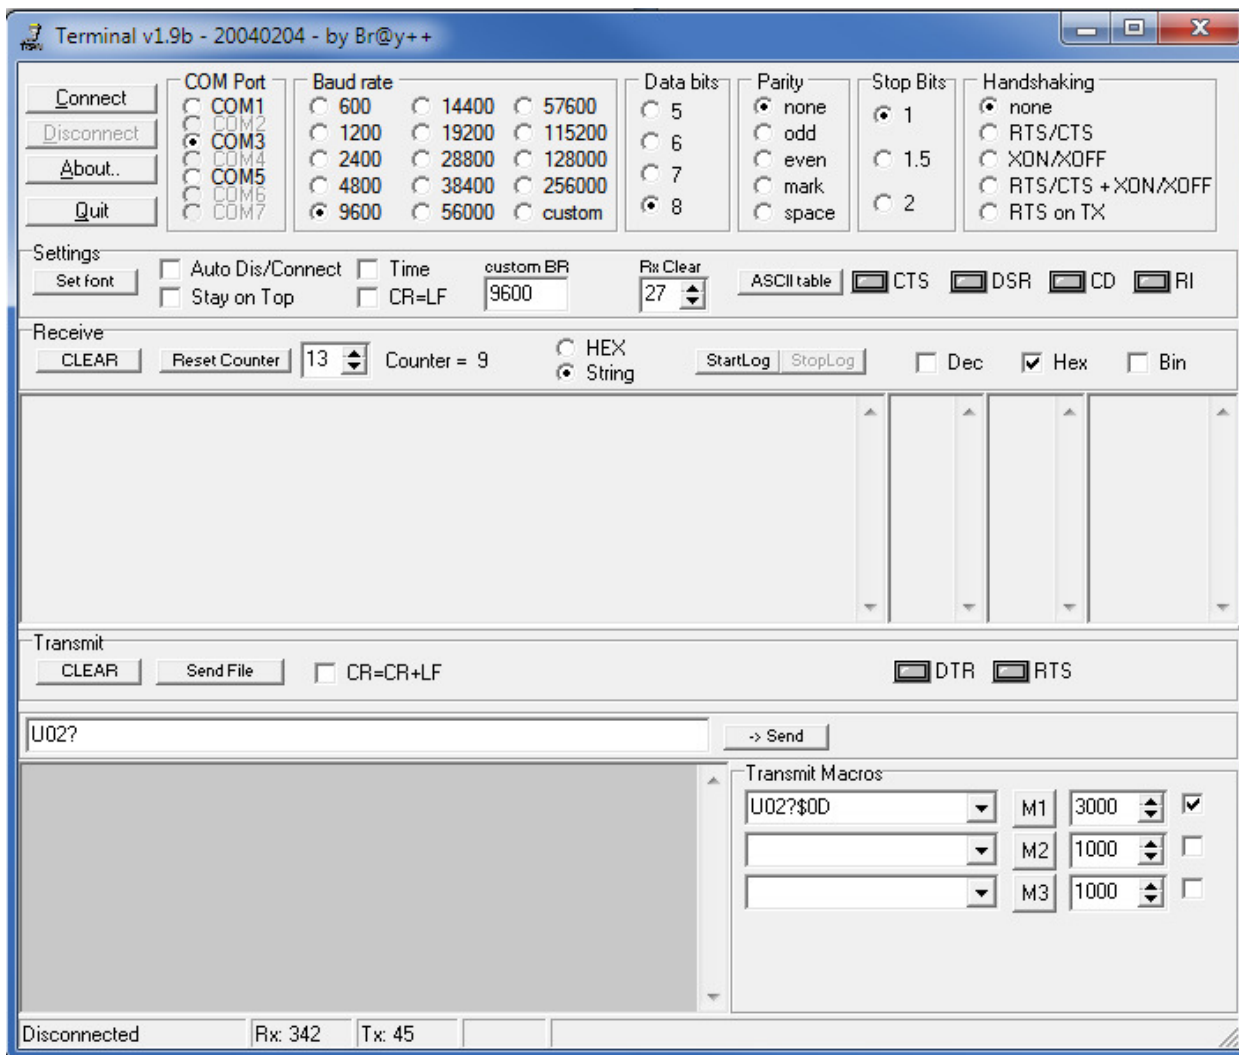 Terminal v1.9b - 20040204 - by Br@y++
Connect
Disconnect
About..
Quit
COM Port
COM1
COM2
COM3
COM4
COM5
COM6
COM7
Baud rate
600 14400 57600
1200 19200 115200
2400 28800 128000
4800 38400 256000
9600 56000 custom
Data bits
5
6
7
8
Parity
none
odd
even
mark
space
Stop Bits
1
1.5
2
Handshaking
none
RTS/CTS
XON/XOFF
RTS/CTS + XON/XOFF
RTS on TX
Settings
Set font
Auto Dis/Connect
Stay on Top
Time
CR=LF
custom BR
9600
Rx Clear
27
ASCII table
CTS DSR CD RI
Receive
CLEAR Reset Counter 13 Counter = 9
HEX
String
StartLog StopLog Dec Hex Bin
Transmit
CLEAR Send File CR=CR+LF DTR RTS
U02? -> Send
Transmit Macros
U02?$0D M1 3000
M2 1000
M3 1000
Disconnected Rx: 342 Tx: 45